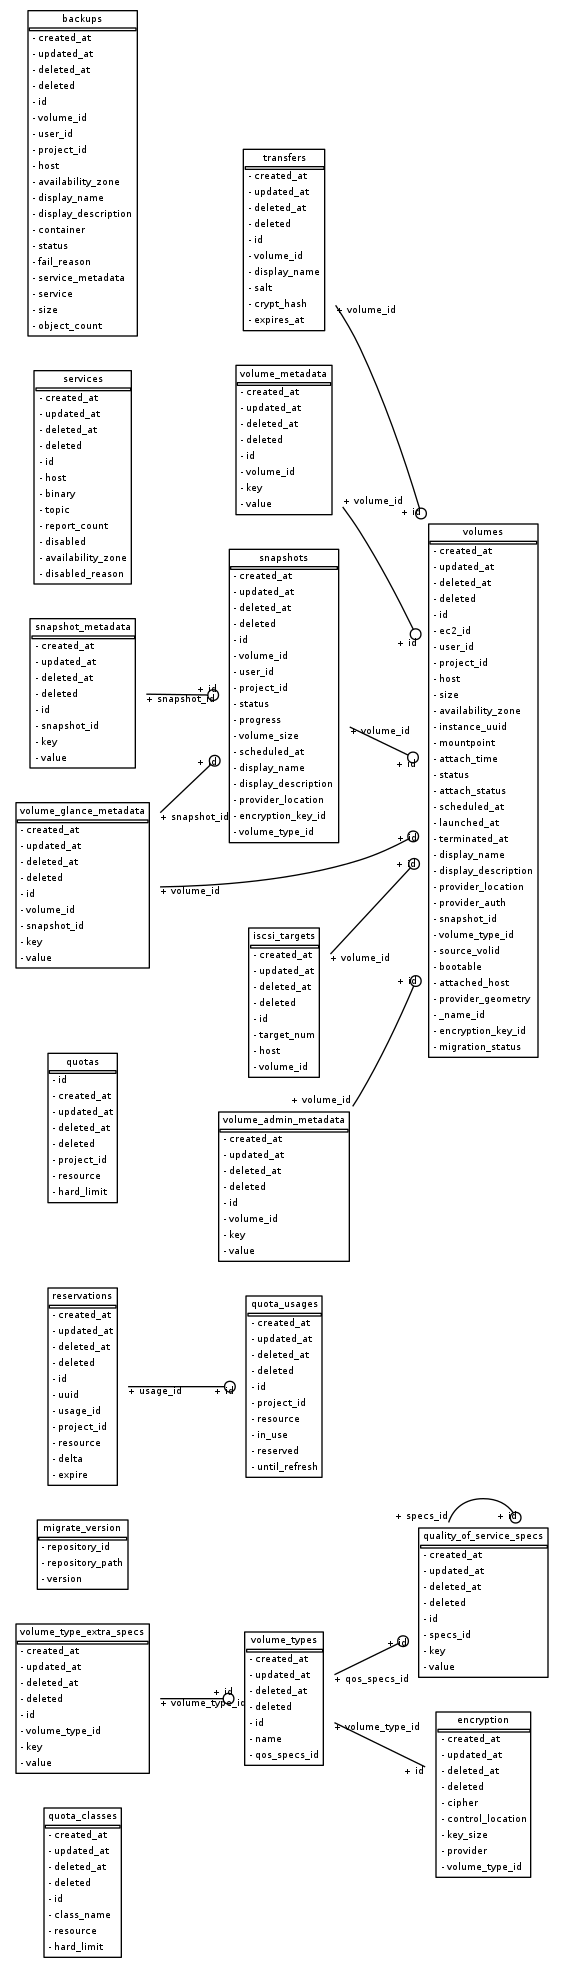 backups
- created_at
- updated_at
- deleted_at
- deleted
- id
- volume_id
- user_id
- project_id
- host
- availability_zone
- display_name
- display_description
- container
- status
- fail_reason
- service_metadata
- service
- size
- object_count
transfers
- created_at
- updated_at
- deleted_at
- deleted
- id
- volume_id
- display_name
- salt
- crypt_hash
- expires_at
+ volume_id
+ id
services
- created_at
- updated_at
- deleted_at
- deleted
- id
- host
- binary
- topic
- report_count
- disabled
- availability_zone
- disabled_reason
volume_metadata
- created_at
- updated_at
- deleted_at
- deleted
- id
- volume_id
- key
- value
+ volume_id
+ id
volumes
- created_at
- updated_at
- deleted_at
- deleted
- id
- ec2_id
- user_id
- project_id
- host
- size
- availability_zone
- instance_uuid
- mountpoint
- attach_time
- status
- attach_status
- scheduled_at
- launched_at
- terminated_at
- display_name
- display_description
- provider_location
- provider_auth
- snapshot_id
- volume_type_id
- source_volid
- bootable
- attached_host
- provider_geometry
- _name_id
- encryption_key_id
- migration_status
snapshots
- created_at
- updated_at
- deleted_at
- deleted
- id
- volume_id
- user_id
- project_id
- status
- progress
- volume_size
- scheduled_at
- display_name
- display_description
- provider_location
- encryption_key_id
- volume_type_id
+ volume_id
+ id
snapshot_metadata
- created_at
- updated_at
- deleted_at
- deleted
- id
- snapshot_id
- key
- value
+ id
+ snapshot_id
volume_glance_metadata
- created_at
- updated_at
- deleted_at
- deleted
- id
- volume_id
- snapshot_id
- key
- value
+ id
+ snapshot_id
+ id
+ volume_id
iscsi_targets
- created_at
- updated_at
- deleted_at
- deleted
- id
- target_num
- host
- volume_id
+ id
+ volume_id
quotas
- id
- created_at
- updated_at
- deleted_at
- deleted
- project_id
- resource
- hard_limit
+ id
+ volume_id
volume_admin_metadata
- created_at
- updated_at
- deleted_at
- deleted
- id
- volume_id
- key
- value
reservations
- created_at
- updated_at
- deleted_at
- deleted
- id
- uuid
- usage_id
- project_id
- resource
- delta
- expire
+ usage_id
+ id
quota_usages
- created_at
- updated_at
- deleted_at
- deleted
- id
- project_id
- resource
- in_use
- reserved
- until_refresh
migrate_version
- repository_id
- repository_path
- version
+ specs_id
+ id
quality_of_service_specs
- created_at
- updated_at
- deleted_at
- deleted
- id
- specs_id
- key
- value
volume_type_extra_specs
- created_at
- updated_at
- deleted_at
- deleted
- id
- volume_type_id
- key
- value
+ id
+ volume_type_id
volume_types
- created_at
- updated_at
- deleted_at
- deleted
- id
- name
- qos_specs_id
+ id
+ qos_specs_id
+ volume_type_id
+ id
encryption
- created_at
- updated_at
- deleted_at
- deleted
- cipher
- control_location
- key_size
- provider
- volume_type_id
quota_classes
- created_at
- updated_at
- deleted_at
- deleted
- id
- class_name
- resource
- hard_limit